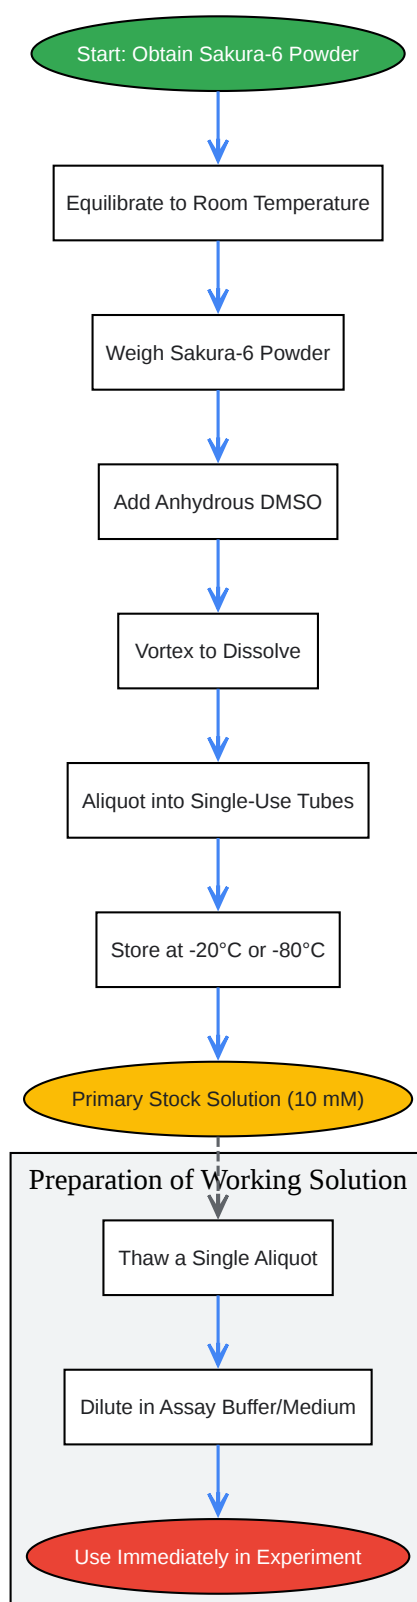 Start: Obtain Sakura-6 Powder
Equilibrate to Room Temperature
Weigh Sakura-6 Powder
Add Anhydrous DMSO
Vortex to Dissolve
Aliquot into Single-Use Tubes
Store at -20°C or -80°C
Primary Stock Solution (10 mM)
Preparation of Working Solution
Thaw a Single Aliquot
Dilute in Assay Buffer/Medium
Use Immediately in Experiment